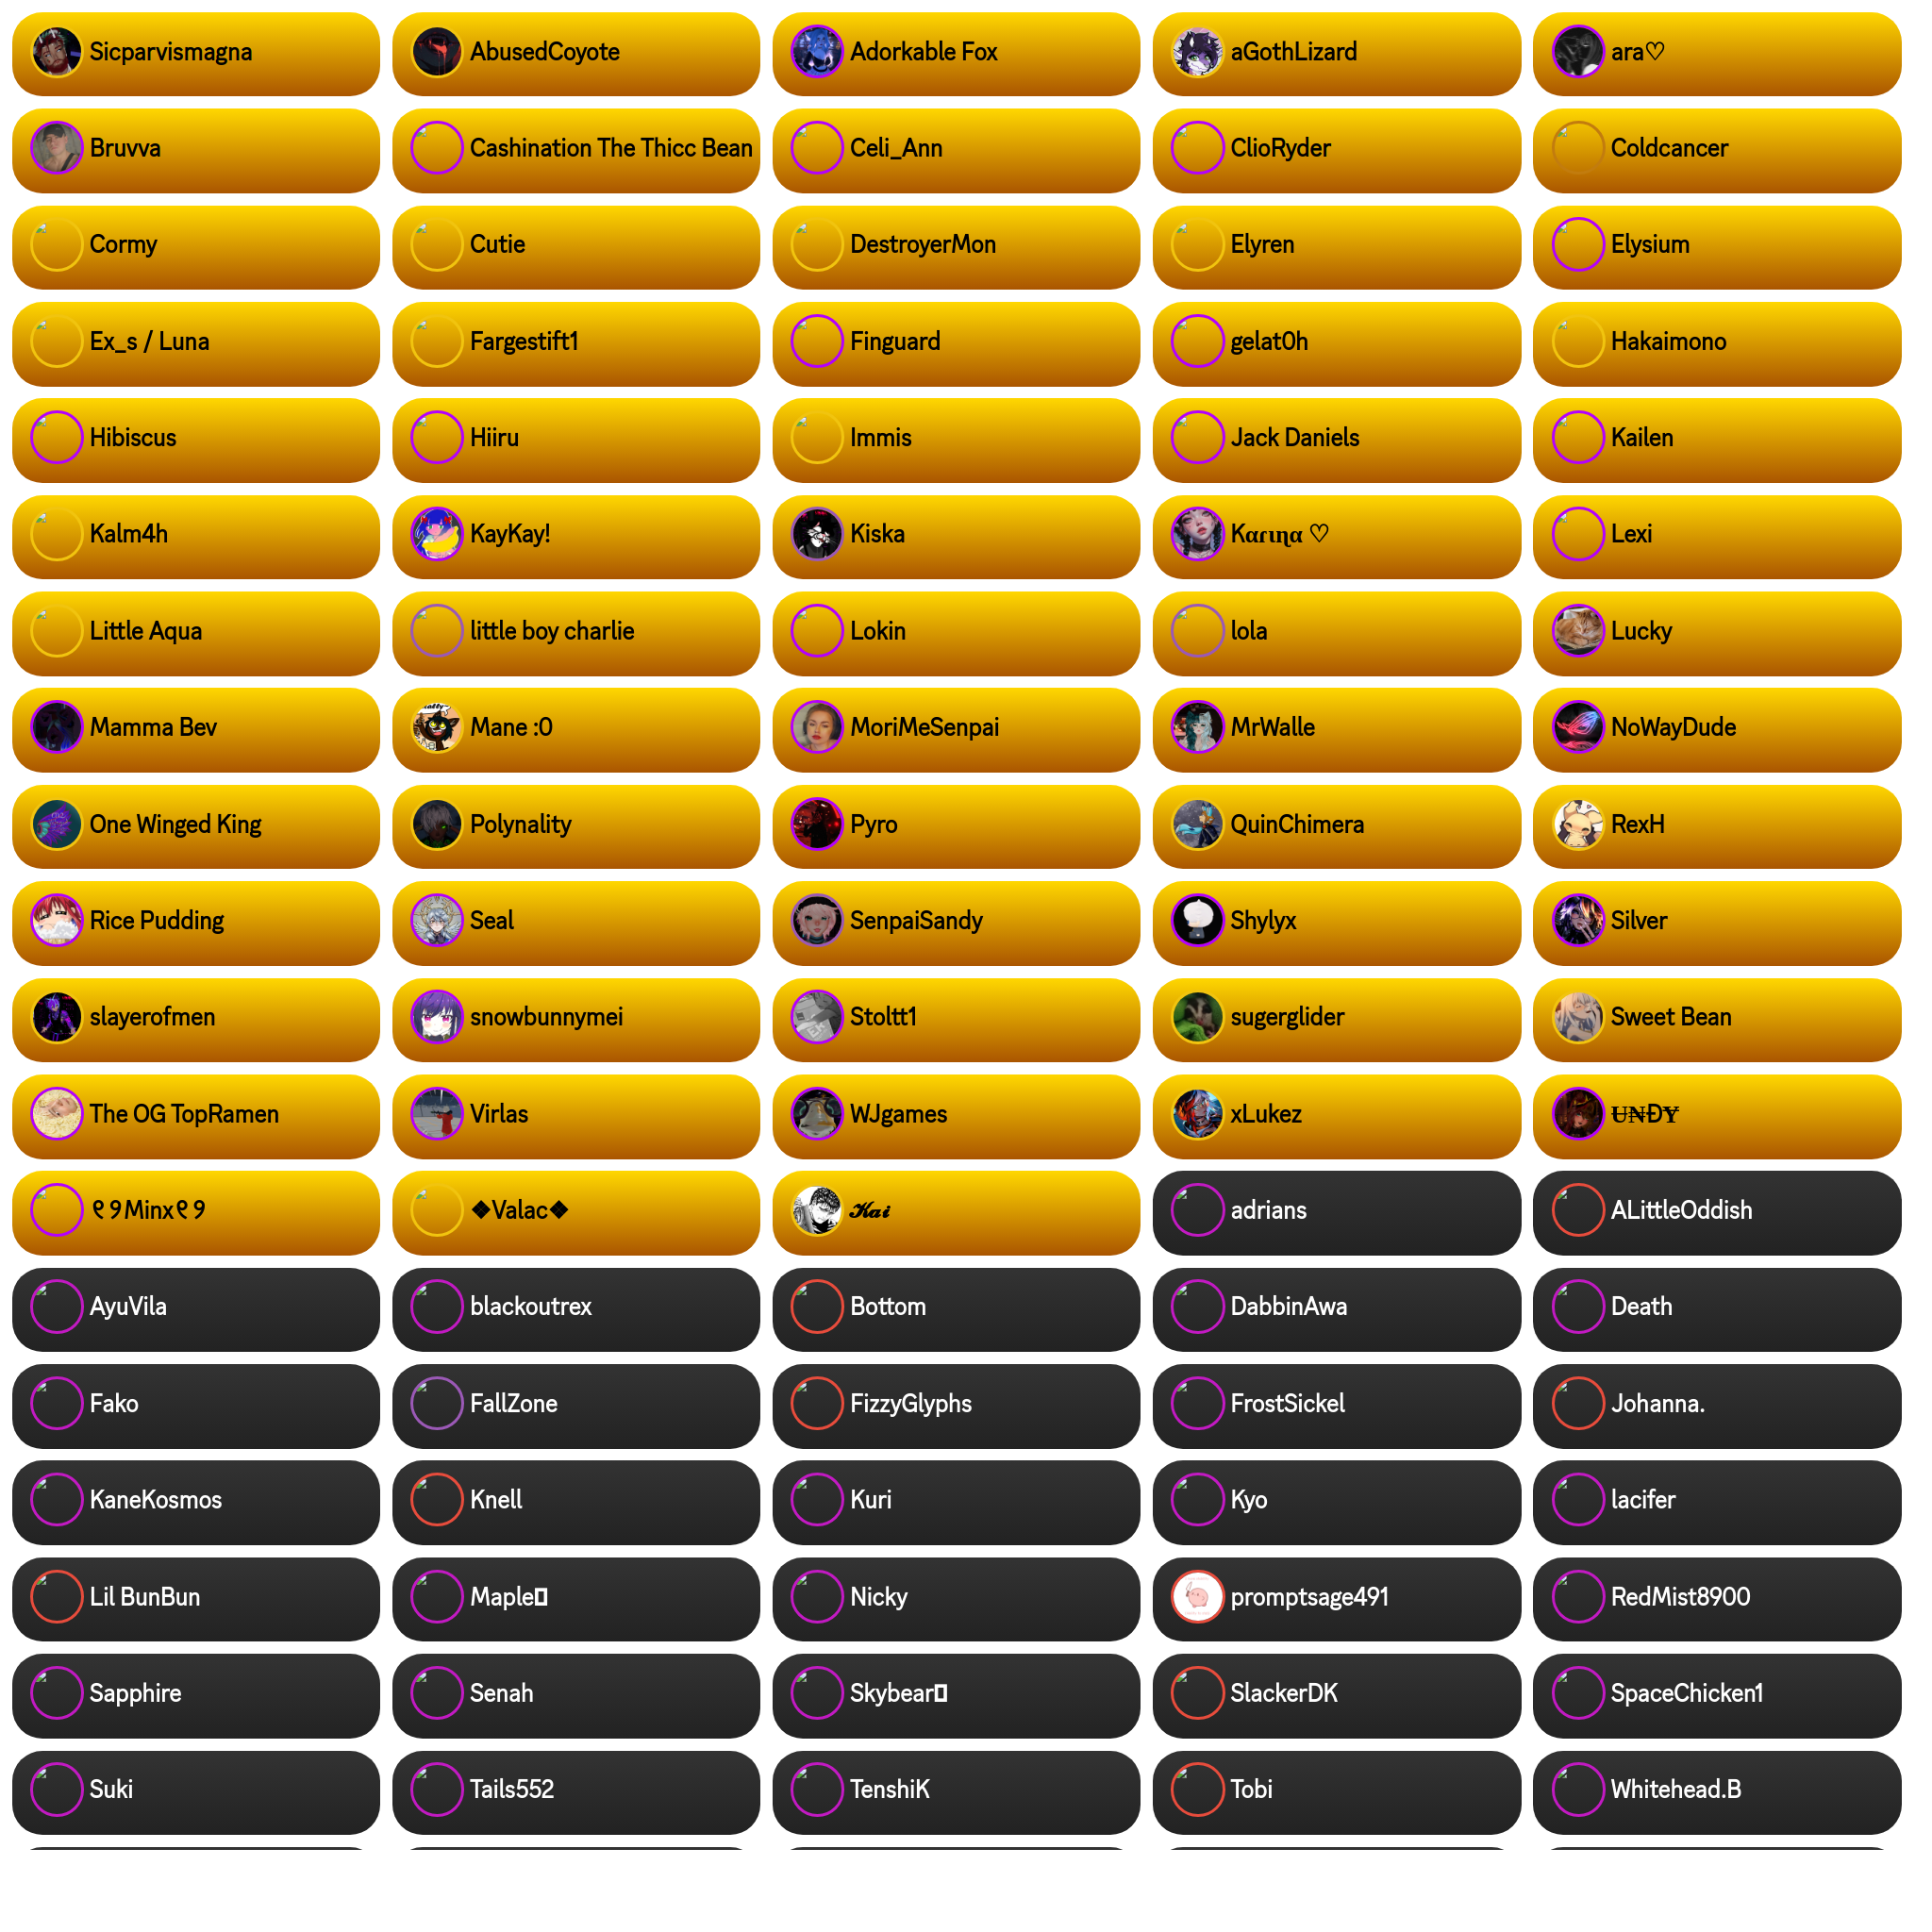 Sicparvismagna
AbusedCoyote
Adorkable Fox
aGothLizard
ara♡
Bruvva
Cashination The Thicc Bean
Celi_Ann
ClioRyder
Coldcancer
Cormy
Cutie
DestroyerMon
Elyren
Elysium
Ex_s / Luna
Fargestift1
Finguard
gelat0h
Hakaimono
Hibiscus
Hiiru
Immis
Jack Daniels
Kailen
Kalm4h
KayKay!
Kiska
Kαɾιɳα ♡
Lexi
Little Aqua
little boy charlie
Lokin
lola
Lucky
Mamma Bev
Mane :0
MoriMeSenpai
MrWalle
NoWayDude
One Winged King
Polynality
Pyro
QuinChimera
RexH
Rice Pudding
Seal
SenpaiSandy
Shylyx
Silver
slayerofmen
snowbunnymei
Stoltt1
sugerglider
Sweet Bean
The OG TopRamen
Virlas
WJgames
xLukez
U̶₦ĐɎ
୧୨Minx୧୨
❖Valac❖
𝓚𝓪𝓲
adrians
ALittleOddish
AyuVila
blackoutrex
Bottom
DabbinAwa
Death
Fako
FallZone
FizzyGlyphs
FrostSickel
Johanna.
KaneKosmos
Knell
Kuri
Kyo
lacifer
Lil BunBun
Maple
Nicky
promptsage491
RedMist8900
Sapphire
Senah
Skybear
SlackerDK
SpaceChicken1
Suki
Tails552
TenshiK
Tobi
Whitehead.B